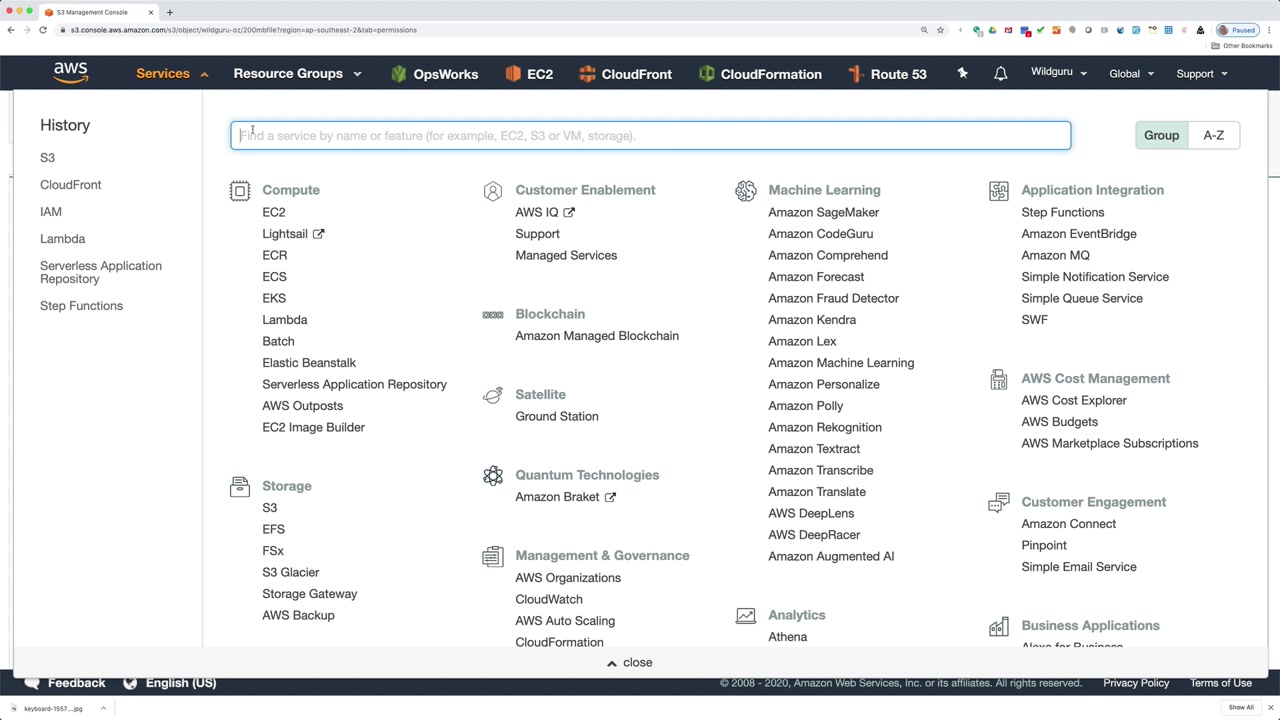 S3 Management Console
s3.console.aws.amazon.com/s3/object/wildguru-oz/200mbfile?region=ap-southeast-2&tab=permissions
Paused
Other Bookmarks
aws
Services
Resource Groups
OpsWorks
EC2
CloudFront
CloudFormation
Route 53
Wildguru
Global
Support
History
S3
CloudFront
IAM
Lambda
Serverless Application
Repository
Step Functions
Find a service by name or feature (for example, EC2, S3 or VM, storage).
Group
A-Z
Compute
EC2
Lightsail
ECR
ECS
EKS
Lambda
Batch
Elastic Beanstalk
Serverless Application Repository
AWS Outposts
EC2 Image Builder
Storage
S3
EFS
FSx
S3 Glacier
Storage Gateway
AWS Backup
Customer Enablement
AWS IQ
Support
Managed Services
Blockchain
Amazon Managed Blockchain
Satellite
Ground Station
Quantum Technologies
Amazon Braket
Management & Governance
AWS Organizations
CloudWatch
AWS Auto Scaling
CloudFormation
Machine Learning
Amazon SageMaker
Amazon CodeGuru
Amazon Comprehend
Amazon Forecast
Amazon Fraud Detector
Amazon Kendra
Amazon Lex
Amazon Machine Learning
Amazon Personalize
Amazon Polly
Amazon Rekognition
Amazon Textract
Amazon Transcribe
Amazon Translate
AWS DeepLens
AWS DeepRacer
Amazon Augmented AI
Analytics
Athena
Application Integration
Step Functions
Amazon EventBridge
Amazon MQ
Simple Notification Service
Simple Queue Service
SWF
AWS Cost Management
AWS Cost Explorer
AWS Budgets
AWS Marketplace Subscriptions
Customer Engagement
Amazon Connect
Pinpoint
Simple Email Service
Business Applications
Alexa for Business
close
Feedback
English (US)
© 2008 - 2020, Amazon Web Services, Inc. or its affiliates. All rights reserved.
Privacy Policy
Terms of Use
keyboard-1557....jpg
Show All